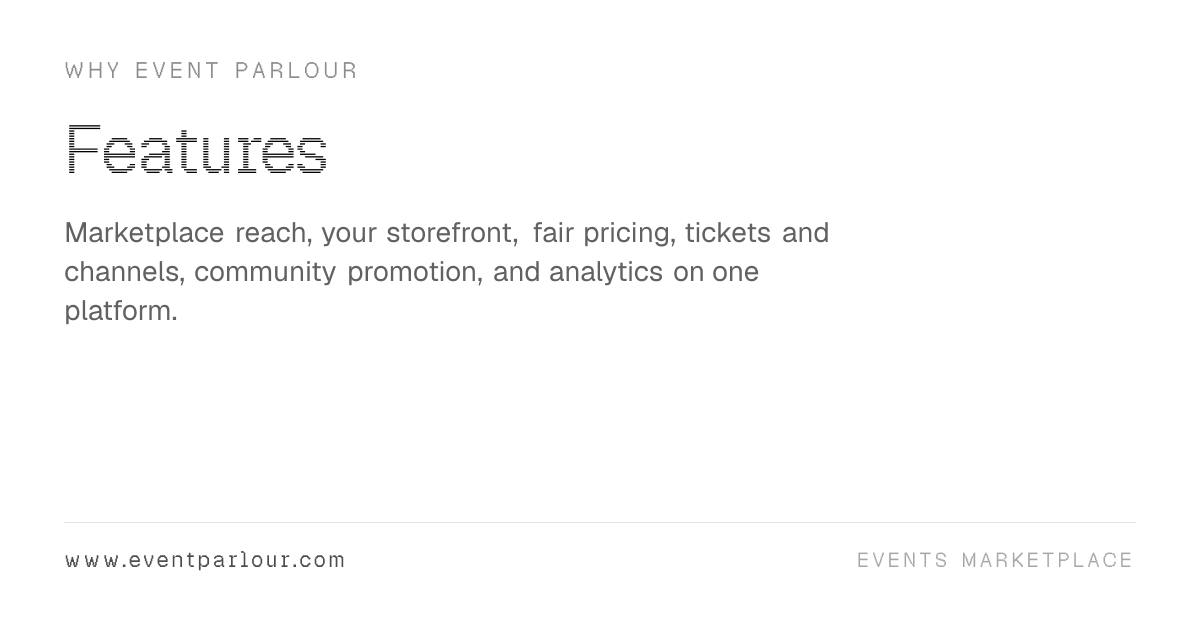 WHY EVENT PARLOUR
Features
Marketplace reach, your storefront, fair pricing, tickets and
channels, community promotion, and analytics on one
platform.
www.eventparlour.com
EVENTS MARKETPLACE